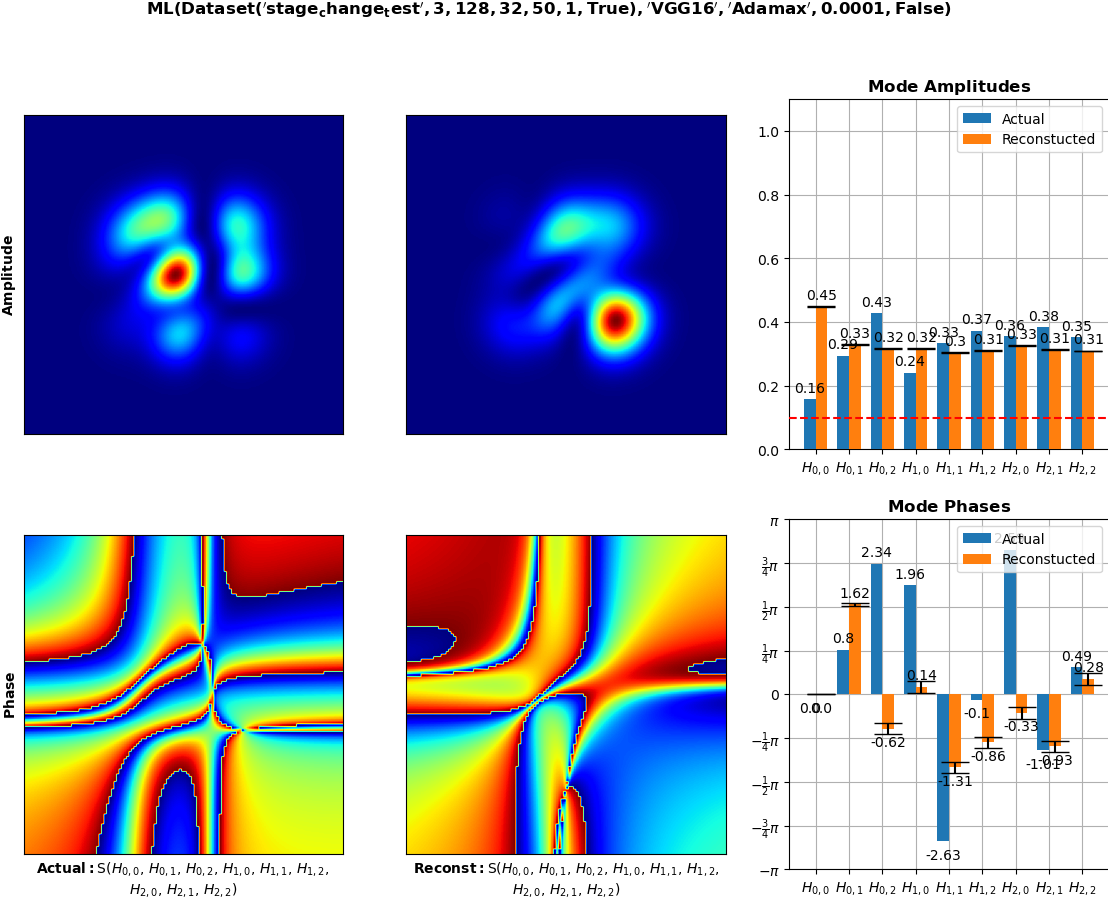 ML(Dataset('stage_change_test', 3, 128, 32, 50, 1, True), 'VGG16', 'Adamax', 0.0001, False)
Mode Amplitudes
Amplitude
1.0
0.8
0.6
0.4
0.2
0.0
Actual
Reconstucted
0.16
0.45
0.29
0.33
0.43
0.32
0.24
0.32
0.33
0.3
0.37
0.31
0.36
0.33
0.38
0.31
0.35
0.31
H0,0 H0,1 H0,2 H1,0 H1,1 H1,2 H2,0 H2,1 H2,2
Mode Phases
Phase
π
3/4π
1/2π
1/4π
0
−1/4π
−1/2π
−3/4π
−π
Actual
Reconstucted
0.0
0.0
0.8
1.62
2.34
-0.62
1.96
0.14
-2.63
-1.31
-0.1
-0.86
-0.33
-1.01
-0.93
0.49
0.28
H0,0 H0,1 H0,2 H1,0 H1,1 H1,2 H2,0 H2,1 H2,2
Actual: S(H0,0, H0,1, H0,2, H1,0, H1,1, H1,2,
H2,0, H2,1, H2,2)
Reconst: S(H0,0, H0,1, H0,2, H1,0, H1,1, H1,2,
H2,0, H2,1, H2,2)